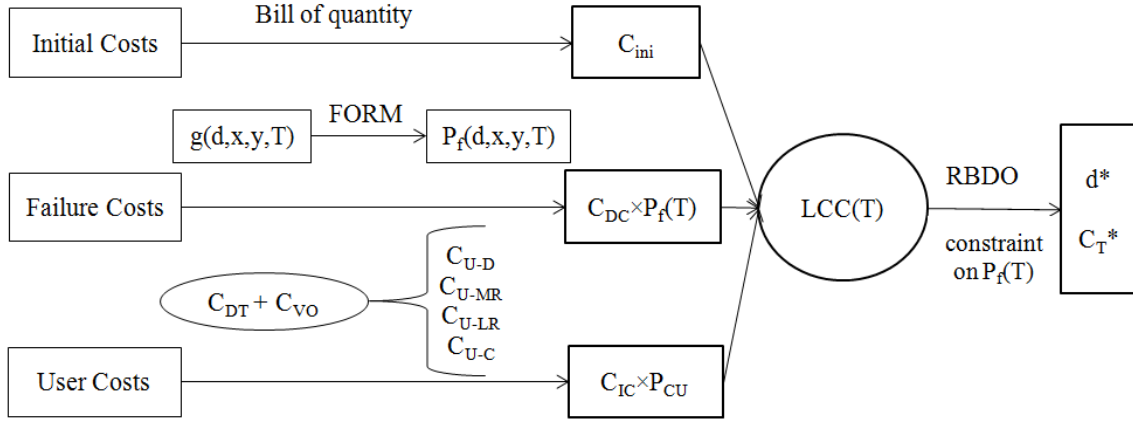 Bill of quantity
Initial Costs
C_ini
FORM
g(d,x,y,T)
P_f(d,x,y,T)
Failure Costs
C_DC×P_f(T)
LCC(T)
RBDO
constraint
on P_f(T)
d*
C_T*
C_DT + C_VO
C_U-D
C_U-MR
C_U-LR
C_U-C
User Costs
C_IC×P_CU